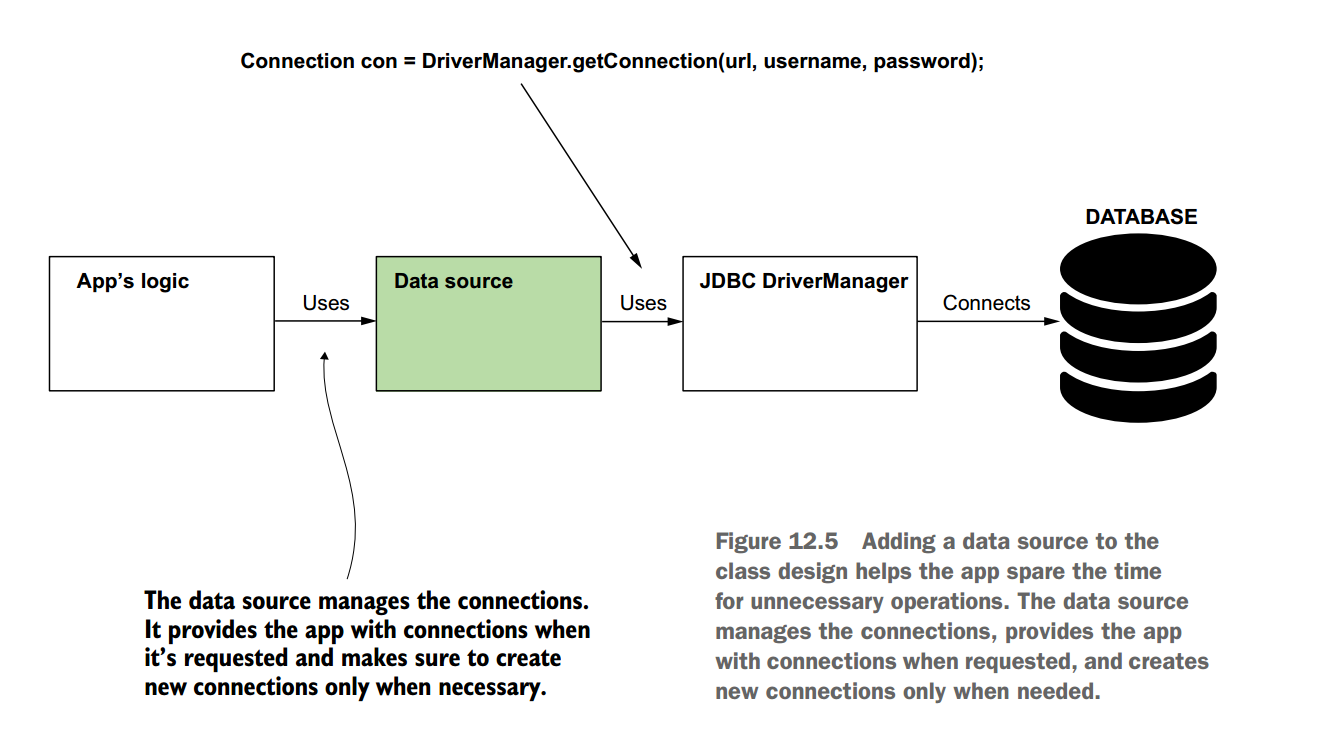 Connection con = DriverManager.getConnection(url, username, password);
DATABASE
App's logic
Uses
Data source
Uses
JDBC DriverManager
Connects
The data source manages the connections.
It provides the app with connections when
it's requested and makes sure to create
new connections only when necessary.
Figure 12.5 Adding a data source to the
class design helps the app spare the time
for unnecessary operations. The data source
manages the connections, provides the app
with connections when requested, and creates
new connections only when needed.